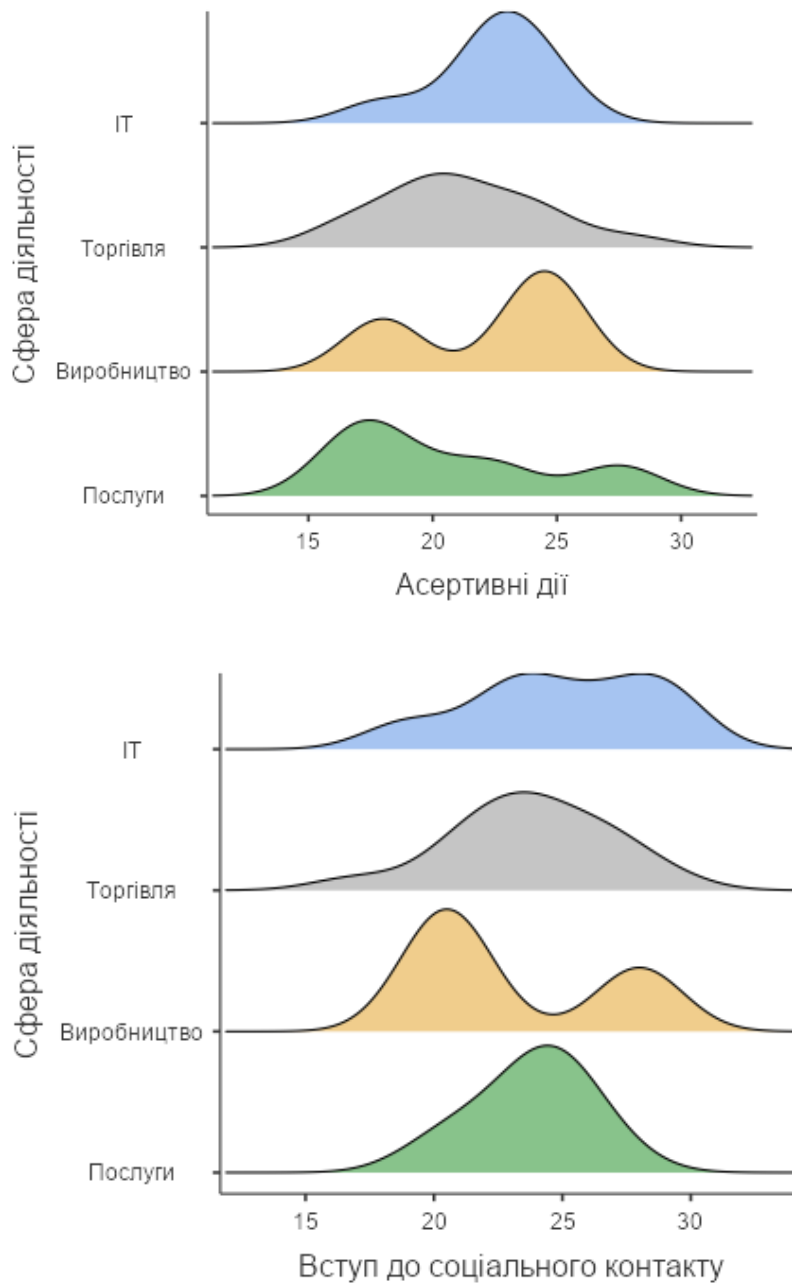 Сфера діяльності
IT
Торгівля
Виробництво
Послуги
15 20 25 30
Асертивні дії
Сфера діяльності
IT
Торгівля
Виробництво
Послуги
15 20 25 30
Вступ до соціального контакту